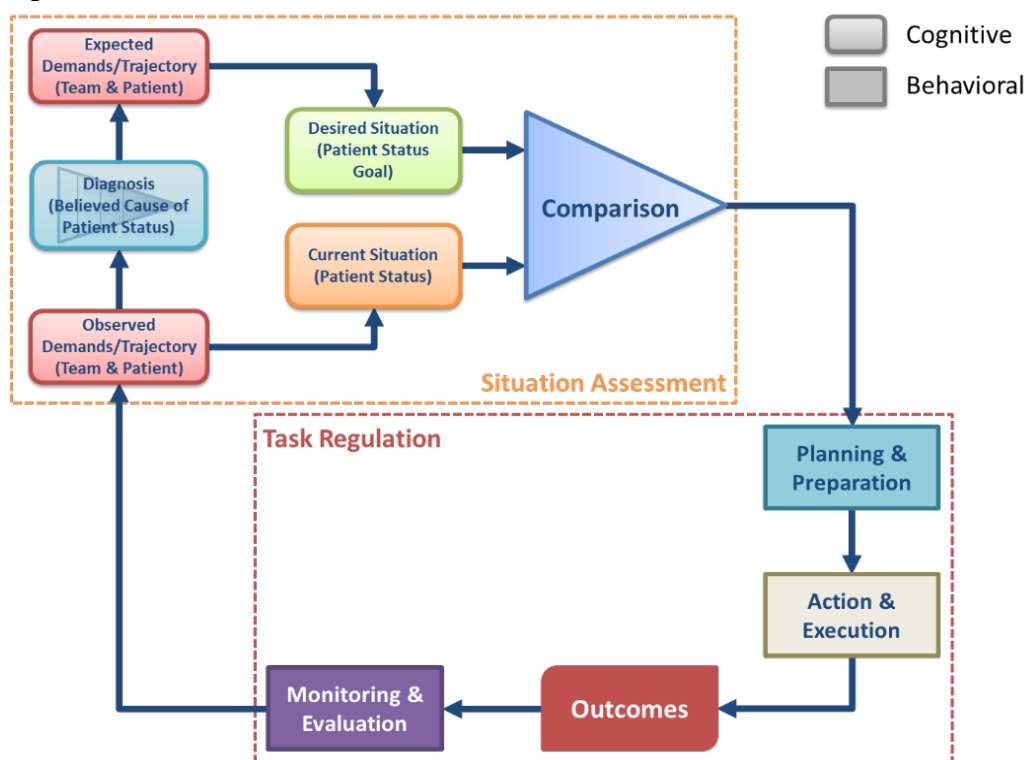 Expected
Demands/Trajectory
(Team & Patient)
Cognitive
Behavioral
Desired Situation
(Patient Status
Goal)
Diagnosis
(Believed Cause of
Patient Status)
Comparison
Current Situation
(Patient Status)
Observed
Demands/Trajectory
(Team & Patient)
Situation Assessment
Task Regulation
Planning &
Preparation
Action &
Execution
Monitoring &
Evaluation
Outcomes